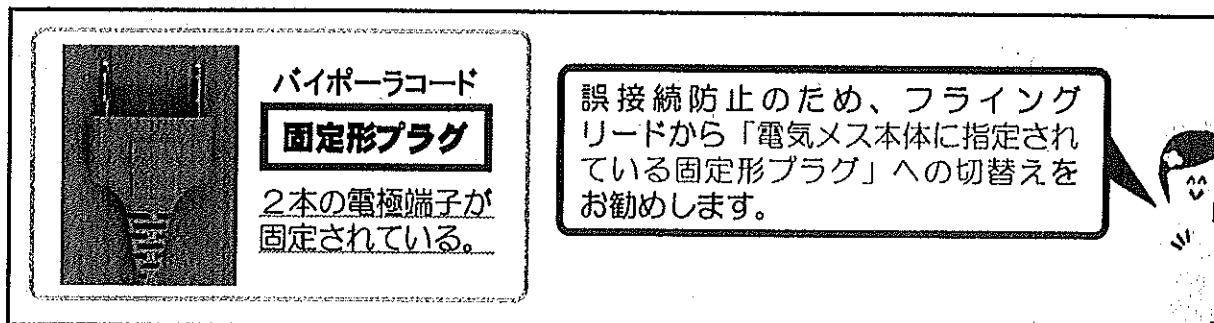 バイポーラコード
固定形プラグ
2本の電極端子が
固定されている。
誤接続防止のため、フライング
リードから「電気メス本体に指定され
ている固定形プラグ」への切替えを
お勧めします。